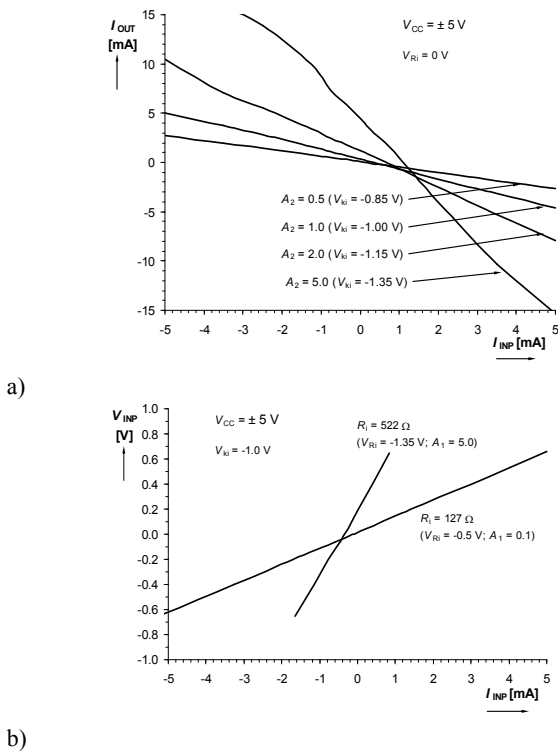 I OUT
[mA]
V CC = ± 5 V
V Ri = 0 V
15
10
5
0
-5
-10
-15
A 2 = 0.5 ( V ki = -0.85 V)
A 2 = 1.0 ( V ki = -1.00 V)
A 2 = 2.0 ( V ki = -1.15 V)
A 2 = 5.0 ( V ki = -1.35 V)
-5 -4 -3 -2 -1 0 1 2 3 4 5
I INP [mA]
a)
V INP
[V]
V CC = ± 5 V
V ki = -1.0 V
R i = 522 Ω
( V Ri = -1.35 V; A 1 = 5.0)
R i = 127 Ω
( V Ri = -0.5 V; A 1 = 0.1)
1.0
0.8
0.6
0.4
0.2
0.0
-0.2
-0.4
-0.6
-0.8
-1.0
-5 -4 -3 -2 -1 0 1 2 3 4 5
I INP [mA]
b)